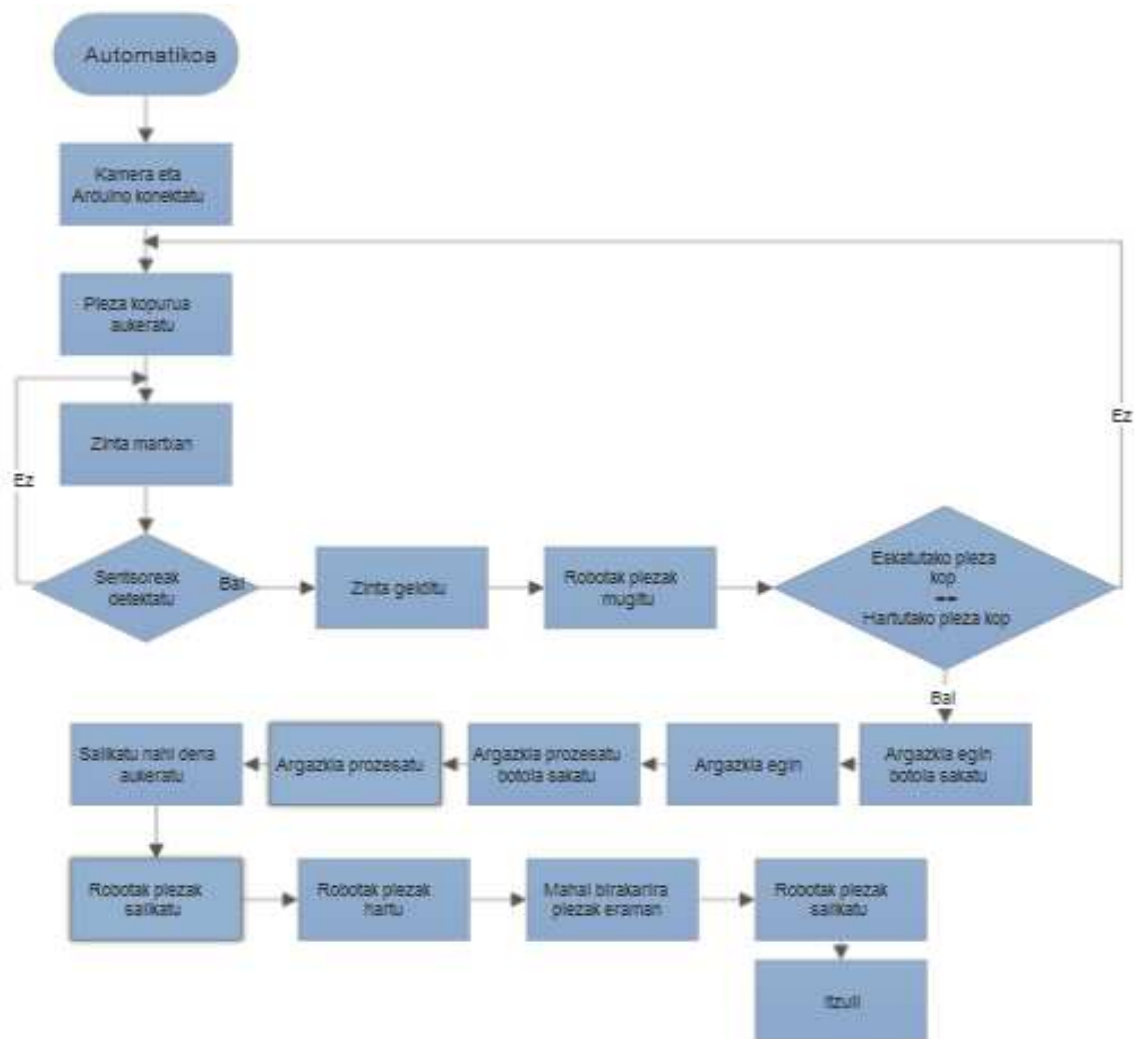 Automatikoa
Kamera eta
Arduino konektatu
Pieza kopurua
aukeratu
Zinta martxan
Ez
Sentsoreak
detektatu
Bai
Zinta gelditu
Robotak piezak
mugitu
Eskatutako pieza
kop
==
Hartutako pieza kop
Ez
Bai
Argazkia egin
botoia sakatu
Argazkia egin
Argazkia prozesatu
botoia sakatu
Argazkia prozesatu
Sailkatu nahi dena
aukeratu
Robotak piezak
sailkatu
Robotak piezak
hartu
Mahai birakarira
piezak eraman
Robotak piezak
sailkatu
Itzuli